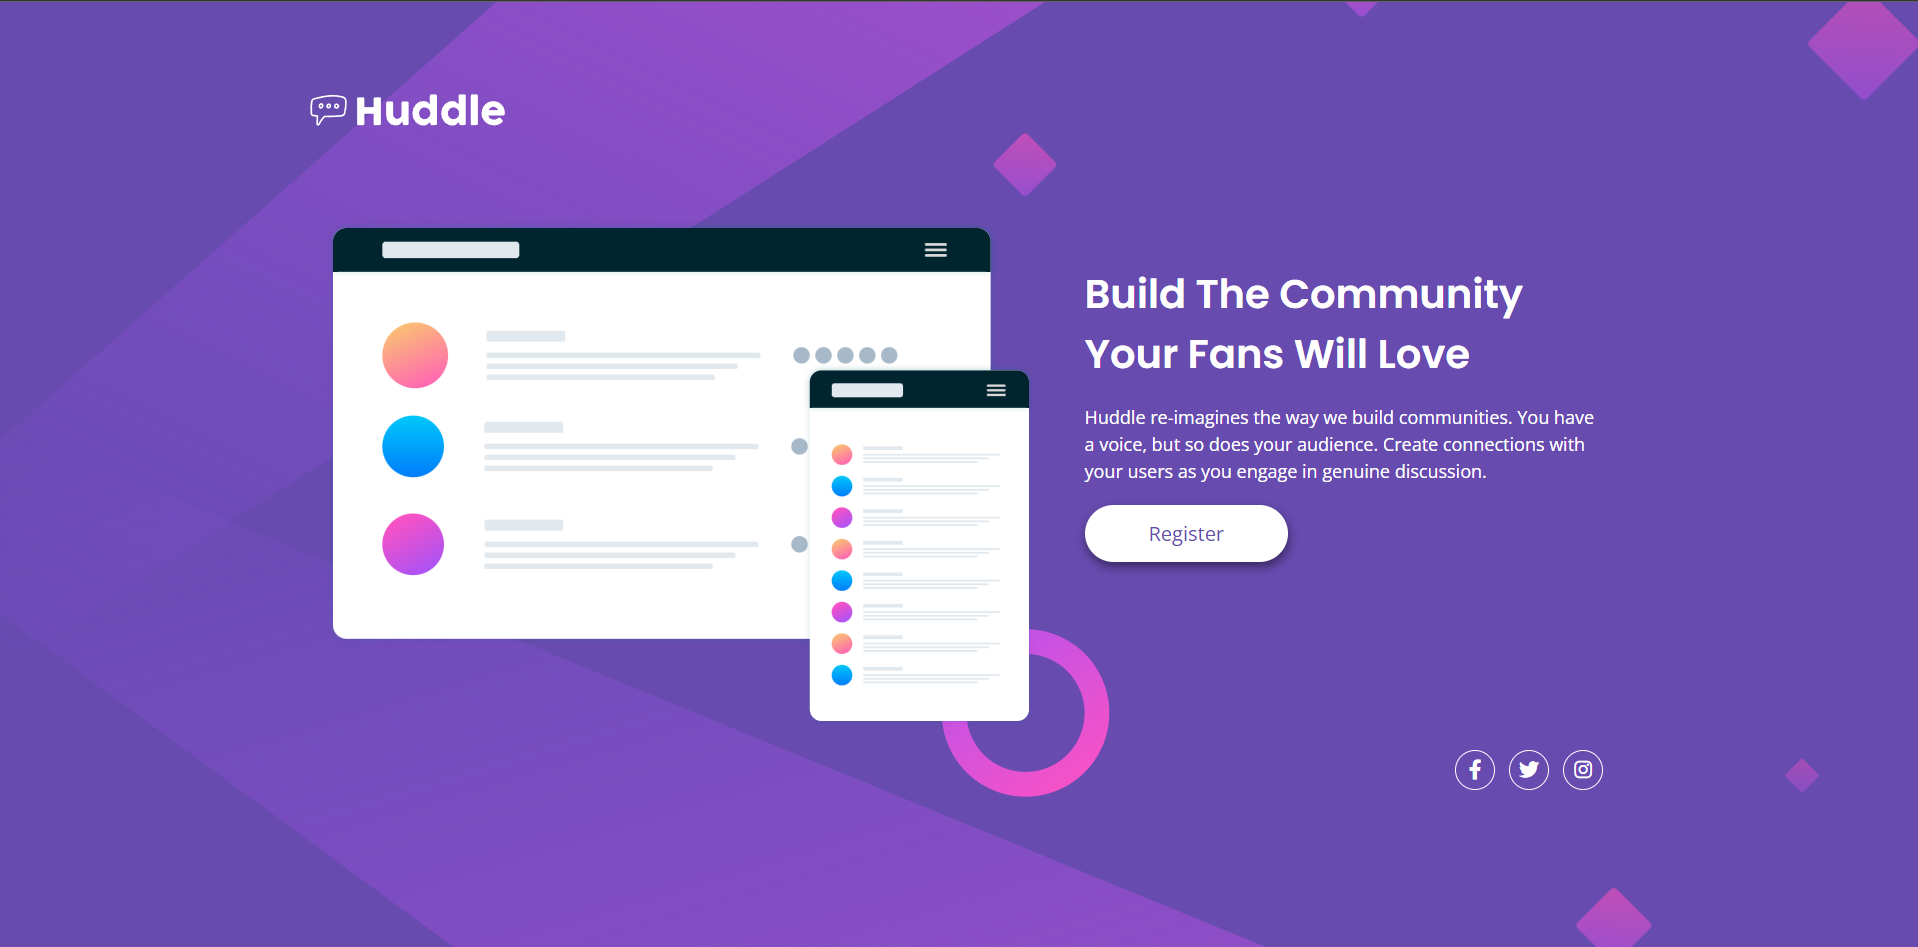 Huddle
Build The Community
Your Fans Will Love
Huddle re-imagines the way we build communities. You have
a voice, but so does your audience. Create connections with
your users as you engage in genuine discussion.
Register